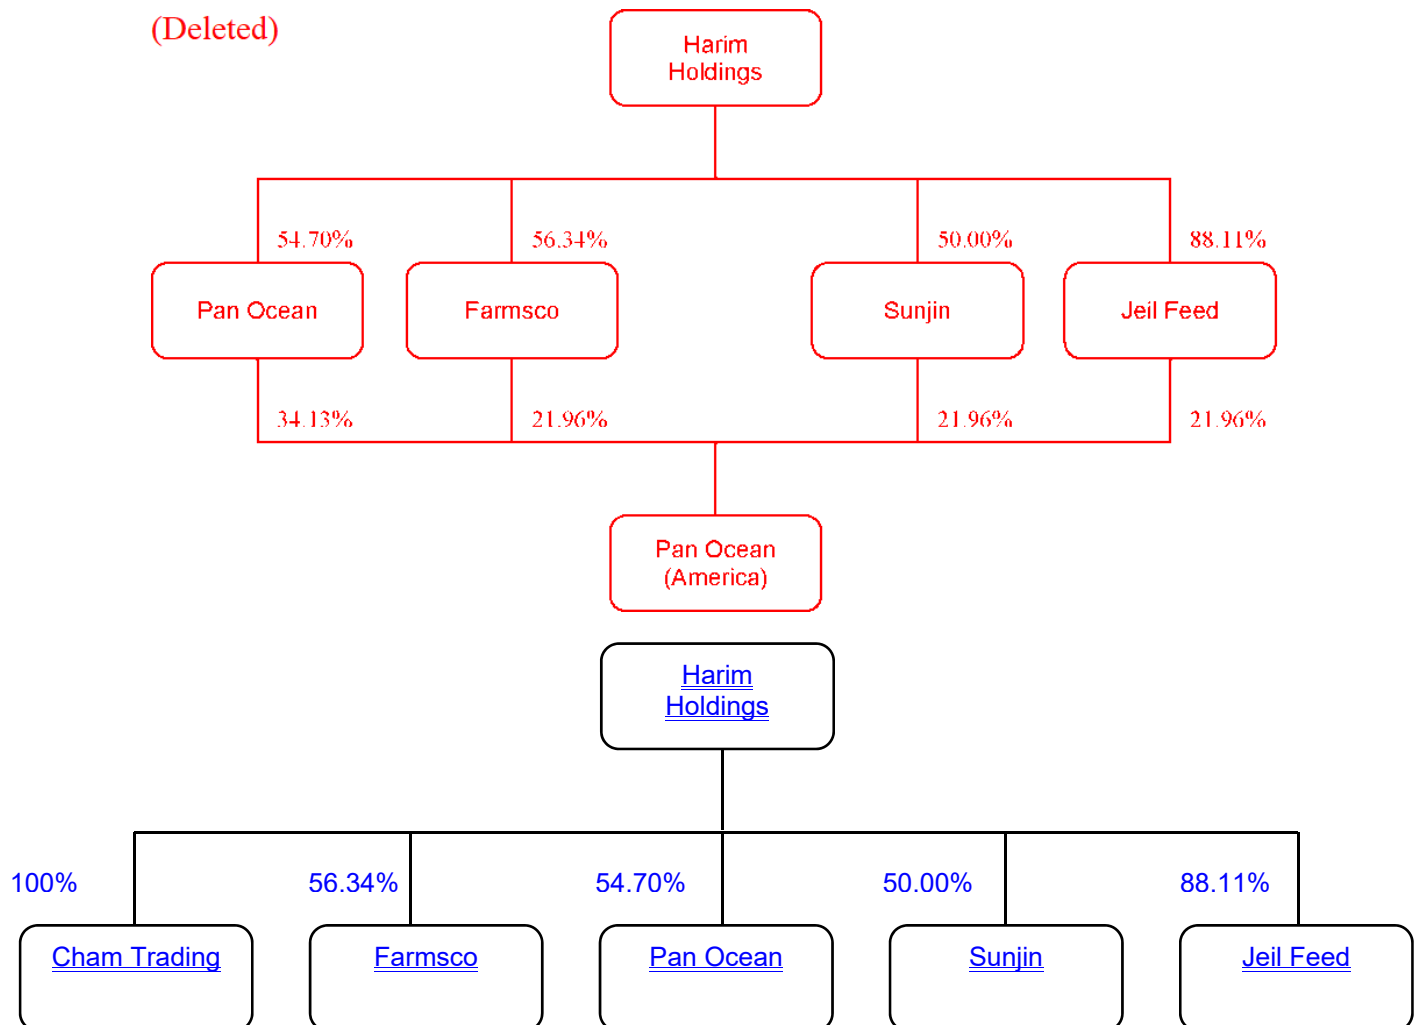 (Deleted)
Harim
Holdings
54.70%
56.34%
50.00%
88.11%
Pan Ocean
Farmsco
Sunjin
Jeil Feed
34.13%
21.96%
21.96%
21.96%
Pan Ocean
(America)
Harim
Holdings
100%
56.34%
54.70%
50.00%
88.11%
Cham Trading
Farmsco
Pan Ocean
Sunjin
Jeil Feed